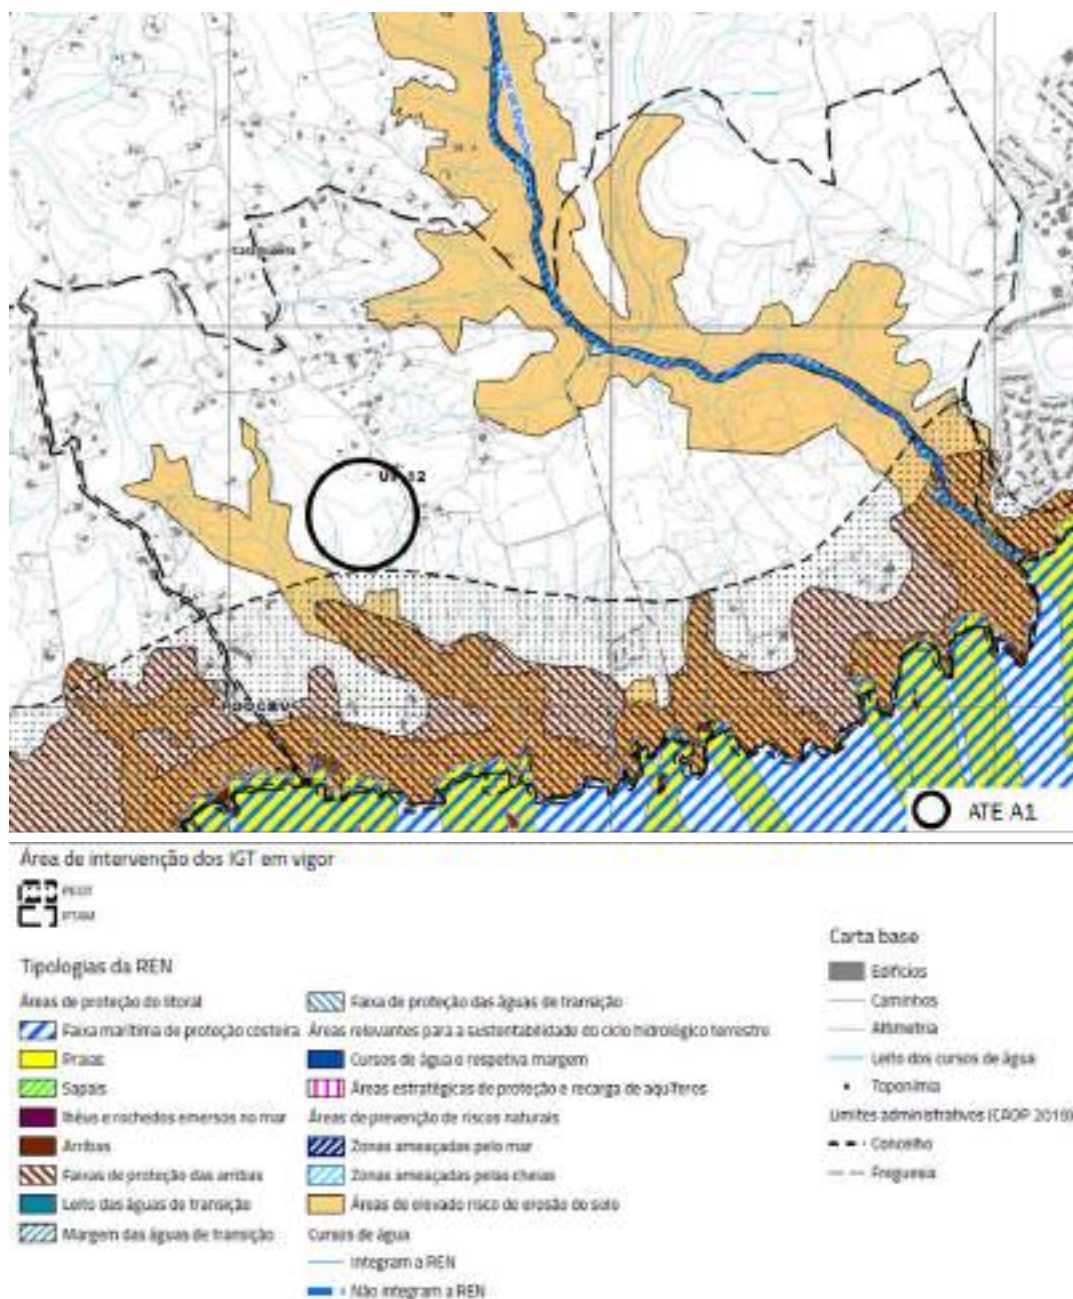 ATE A1
Área de intervenção dos IGT em vigor
Tipologias da REN
Áreas de proteção do litoral
Faixa marítima de proteção costeira
Praias
Sapais
Ilhéus e rochedos emersos no mar
Arribas
Faixas de proteção das arribas
Leito das águas de transição
Margem das águas de transição
Faixa de proteção das águas de transição
Áreas relevantes para a sustentabilidade do ciclo hidrológico terrestre
Cursos de água e respetiva margem
Áreas estratégicas de proteção e recarga de aquíferos
Áreas de prevenção de riscos naturais
Zonas ameaçadas pelo mar
Zonas ameaçadas pelas cheias
Áreas de elevado risco de erosão do solo
Cursos de água
Integram a REN
Não integram a REN
Carta base
Edifícios
Caminhos
Altimetria
Leito dos cursos de água
Toponímia
Limites administrativos (CAOP 2019)
Concelho
Freguesia